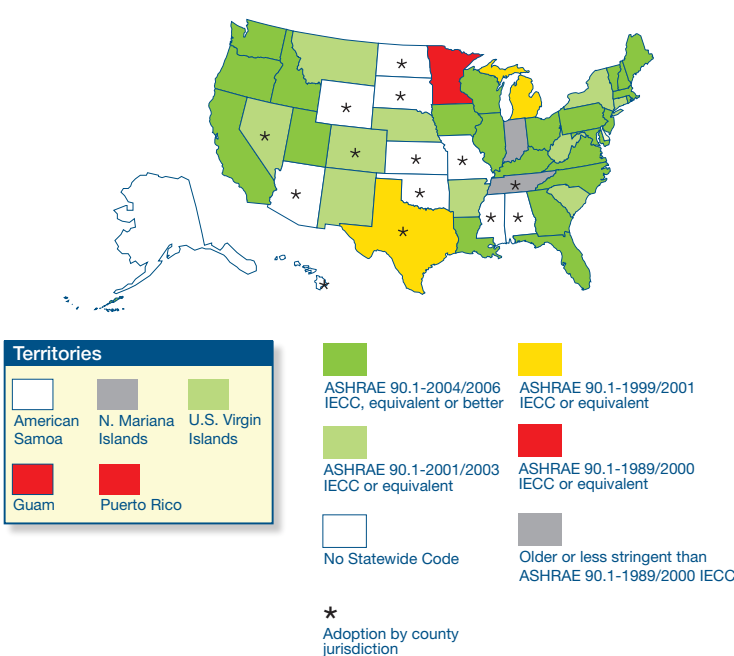 Territories
American
Samoa
N. Mariana
Islands
U.S. Virgin
Islands
Guam
Puerto Rico
ASHRAE 90.1-2004/2006
IECC, equivalent or better
ASHRAE 90.1-1999/2001
IECC or equivalent
ASHRAE 90.1-2001/2003
IECC or equivalent
ASHRAE 90.1-1989/2000
IECC or equivalent
No Statewide Code
Older or less stringent than
ASHRAE 90.1-1989/2000 IECC
*
Adoption by county
jurisdiction